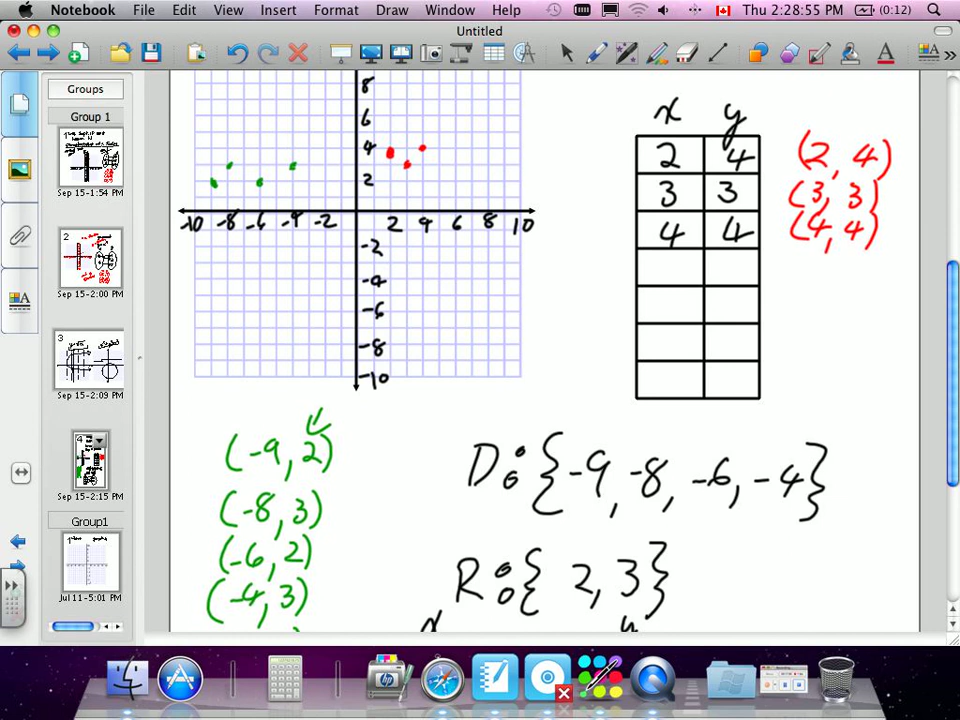 Notebook File Edit View Insert Format Draw Window Help Thu 2:28:55 PM (0:12)
Untitled
Groups
Group 1
Sep 15-1:54 PM
2
Sep 15-2:00 PM
3
Sep 15-2:09 PM
4
Sep 15-2:15 PM
Group1
Jul 11-5:01 PM
8
6
4
2
-10 -8 -6 -4 -2 2 4 6 8 10
-2
-4
-6
-8
-10
x y
2 4 (2, 4)
3 3 (3, 3)
4 4 (4, 4)
(-9, 2)
(-8, 3)
(-6, 2)
(-4, 3)
D: {-9, -8, -6, -4}
R: { 2, 3}
x y